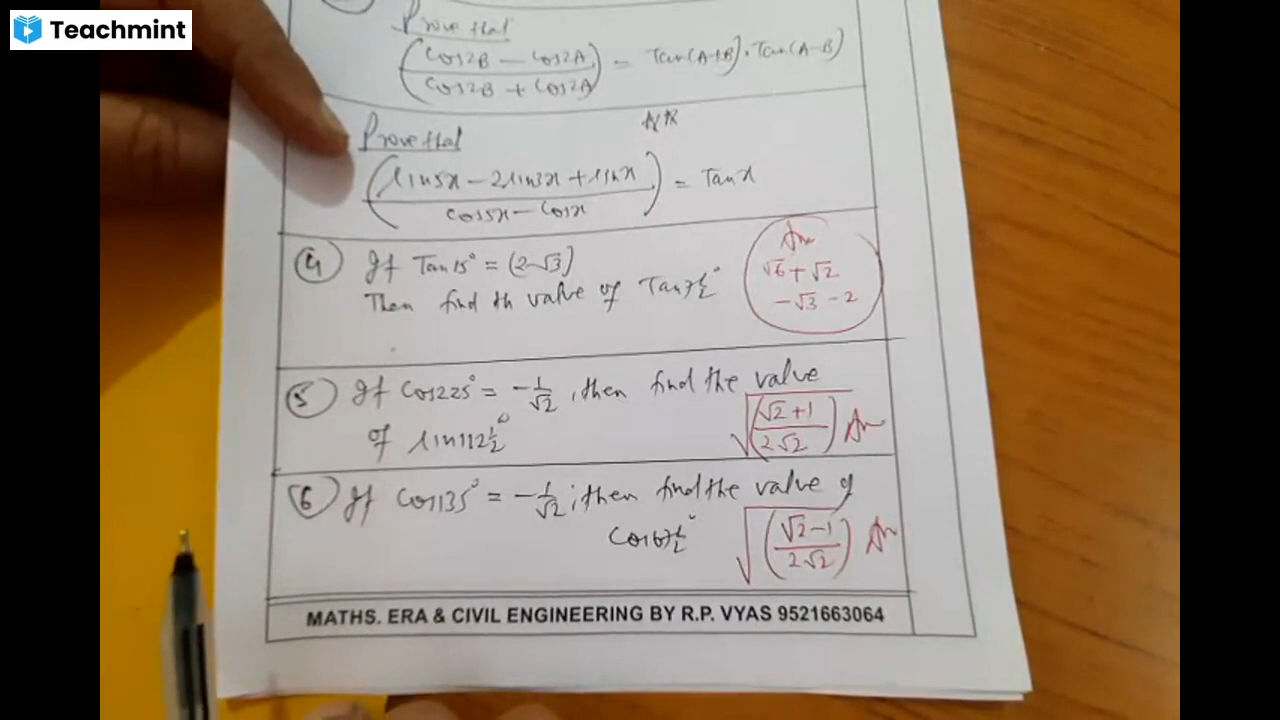 Teachmint
Prove that
(cos2B - cos2A / cos2B + cos2A) = Tan(A+B).Tan(A-B)
Prove that
(sin5x - 2sin3x + sinx / cos5x - cosx) = Tanx
(4) If Tan15° = (2-√3)
Then find th value of Tan7½°
Ans
√6 + √2
- √3 - 2
(5) If Cos225° = -1/√2, then find the value
of sin112½°
√((√2+1)/(2√2)) Ans
(6) If Cos135° = -1/√2; then find the value of
Cos67½°
√((√2-1)/(2√2)) Ans
MATHS. ERA & CIVIL ENGINEERING BY R.P. VYAS 9521663064